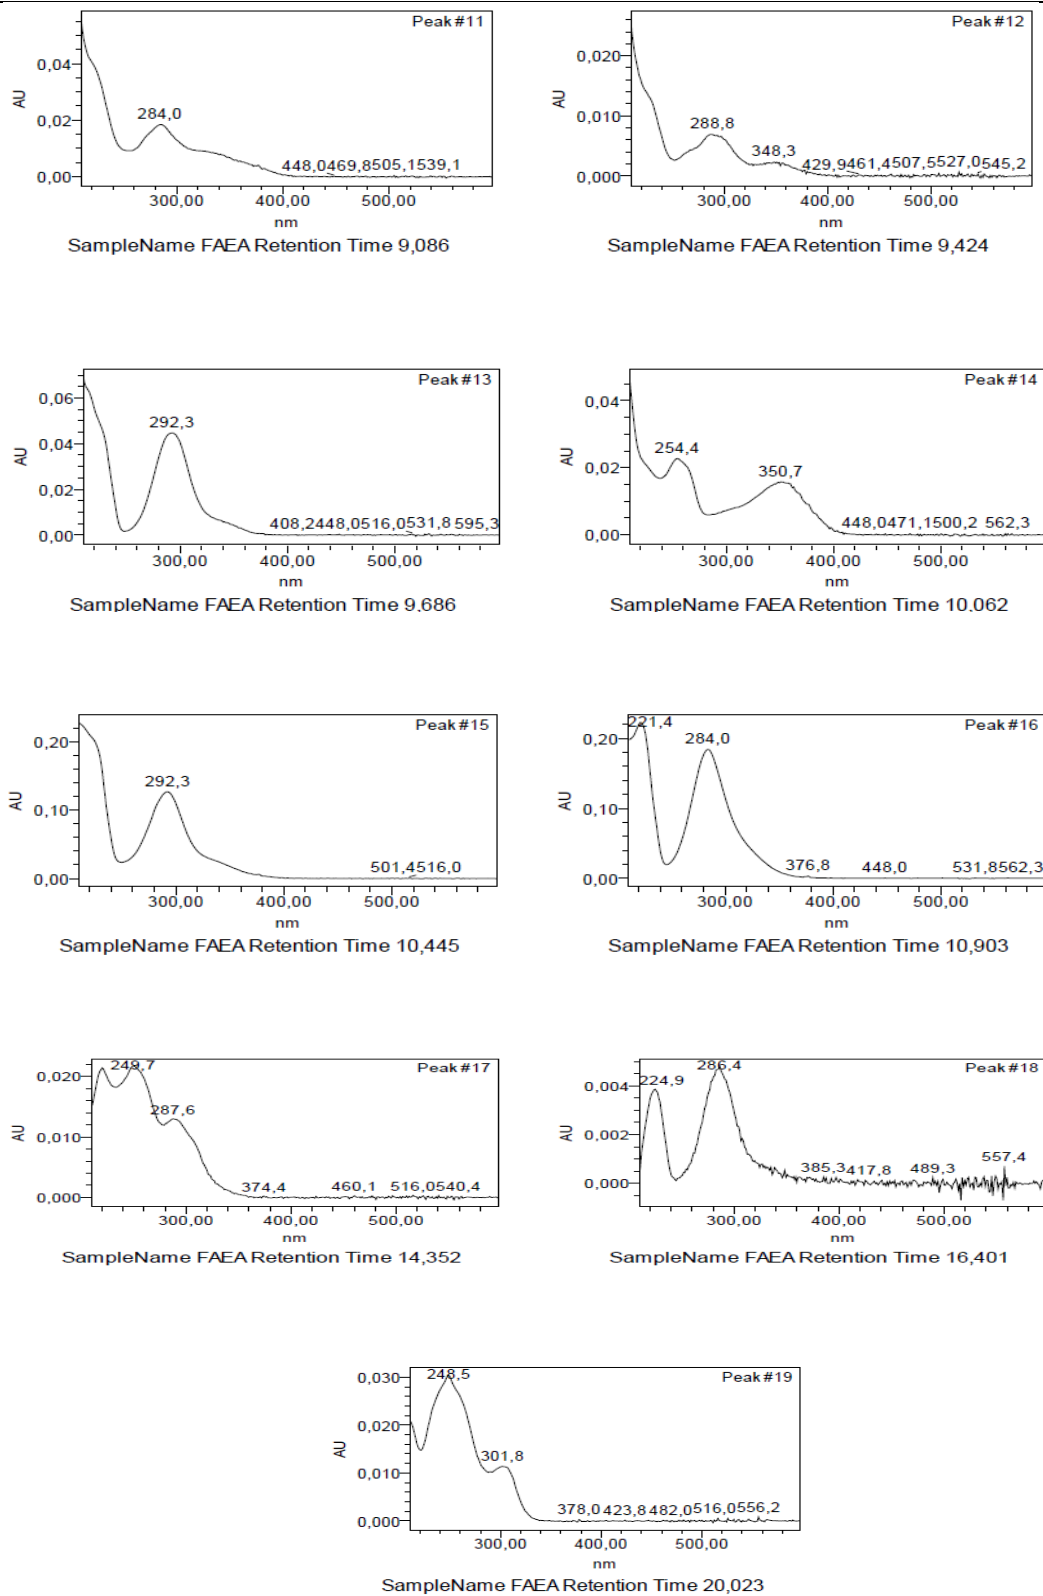 Peak#11
0,04
284,0
AU
0,02
448,0469,8505,1539,1
0,00
300,00 400,00 500,00
nm
SampleName FAEA Retention Time 9,086
Peak#12
0,020
AU
0,010
288,8
348,3
429,9461,4507,5527,0545,2
0,000
300,00 400,00 500,00
nm
SampleName FAEA Retention Time 9,424
Peak#13
0,06
292,3
0,04
AU
0,02
408,2448,0516,0531,8 595,3
0,00
300,00 400,00 500,00
nm
SampleName FAEA Retention Time 9,686
Peak#14
0,04
254,4
AU
350,7
0,02
448,0471,1500,2 562,3
0,00
300,00 400,00 500,00
nm
SampleName FAEA Retention Time 10,062
Peak#15
0,20
292,3
AU
0,10
501,4516,0
0,00
300,00 400,00 500,00
nm
SampleName FAEA Retention Time 10,445
Peak#16
221,4
0,20
284,0
AU
0,10
376,8 448,0 531,8562,3
0,00
300,00 400,00 500,00
nm
SampleName FAEA Retention Time 10,903
Peak#17
249,7
0,020
287,6
AU
0,010
374,4 460,1 516,0540,4
0,000
300,00 400,00 500,00
nm
SampleName FAEA Retention Time 14,352
Peak#18
286,4
224,9
0,004
AU
0,002
385,3417,8 489,3 557,4
0,000
300,00 400,00 500,00
nm
SampleName FAEA Retention Time 16,401
Peak#19
248,5
0,030
0,020
AU
301,8
0,010
378,0423,8482,0516,0556,2
0,000
300,00 400,00 500,00
nm
SampleName FAEA Retention Time 20,023